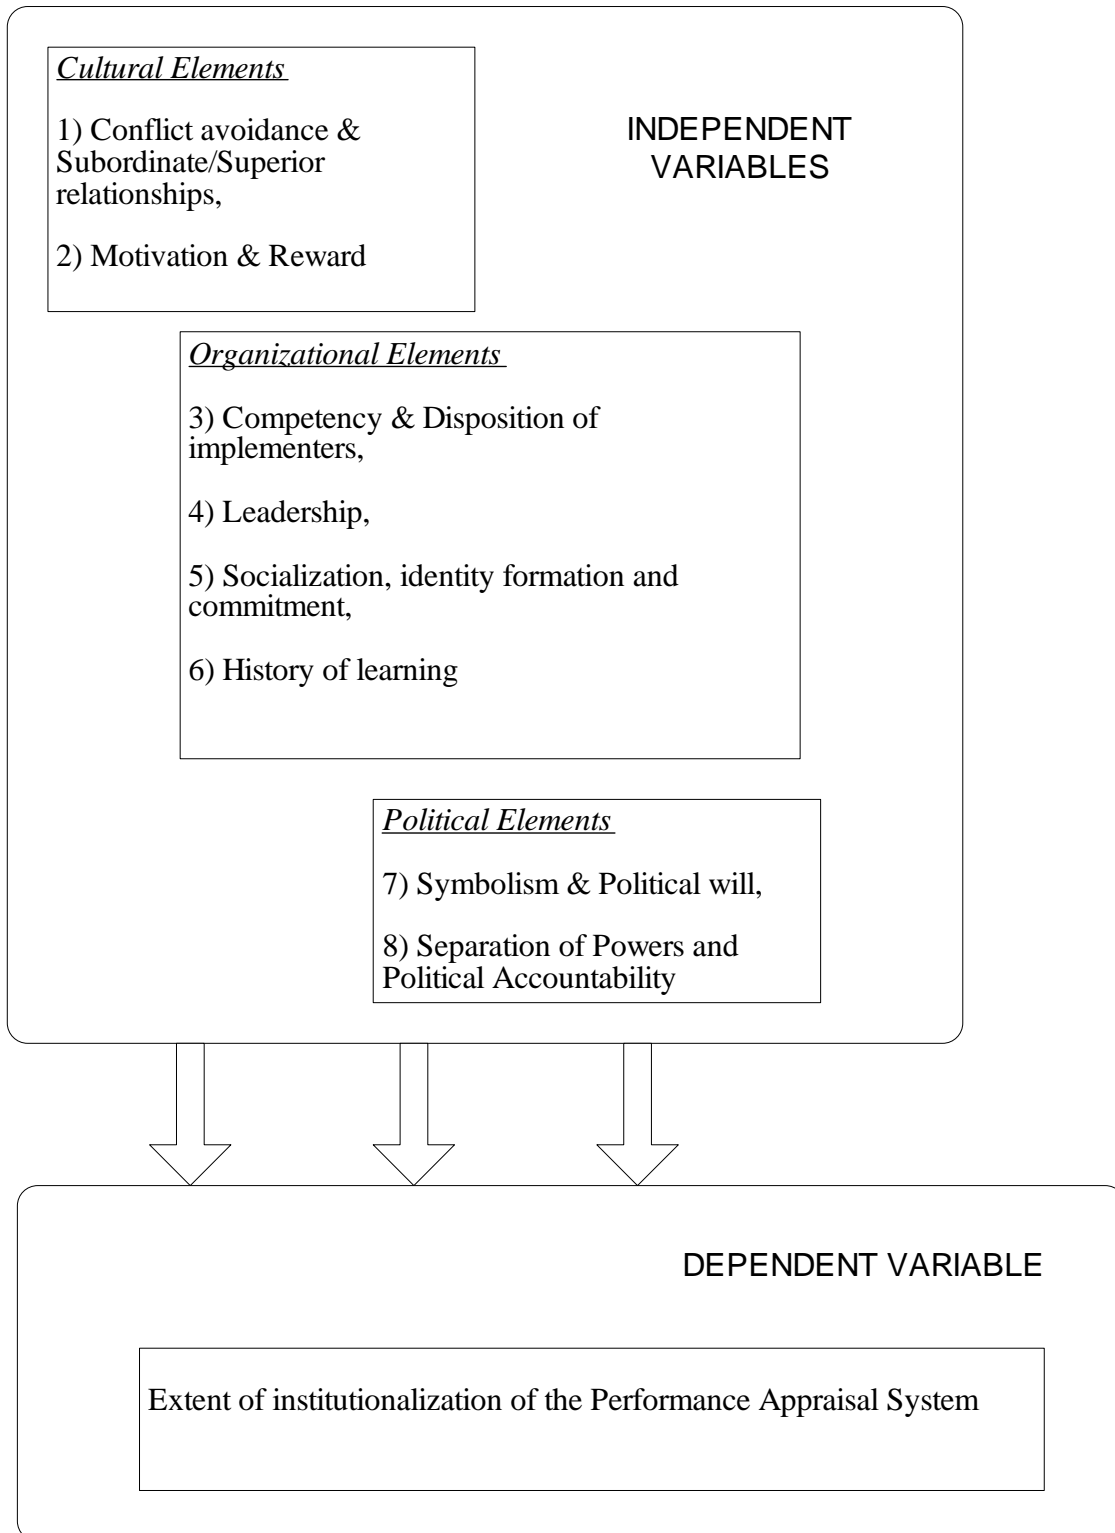 Cultural Elements
1) Conflict avoidance &
Subordinate/Superior
relationships,
2) Motivation & Reward
INDEPENDENT
VARIABLES
Organizational Elements
3) Competency & Disposition of
implementers,
4) Leadership,
5) Socialization, identity formation and
commitment,
6) History of learning
Political Elements
7) Symbolism & Political will,
8) Separation of Powers and
Political Accountability
DEPENDENT VARIABLE
Extent of institutionalization of the Performance Appraisal System